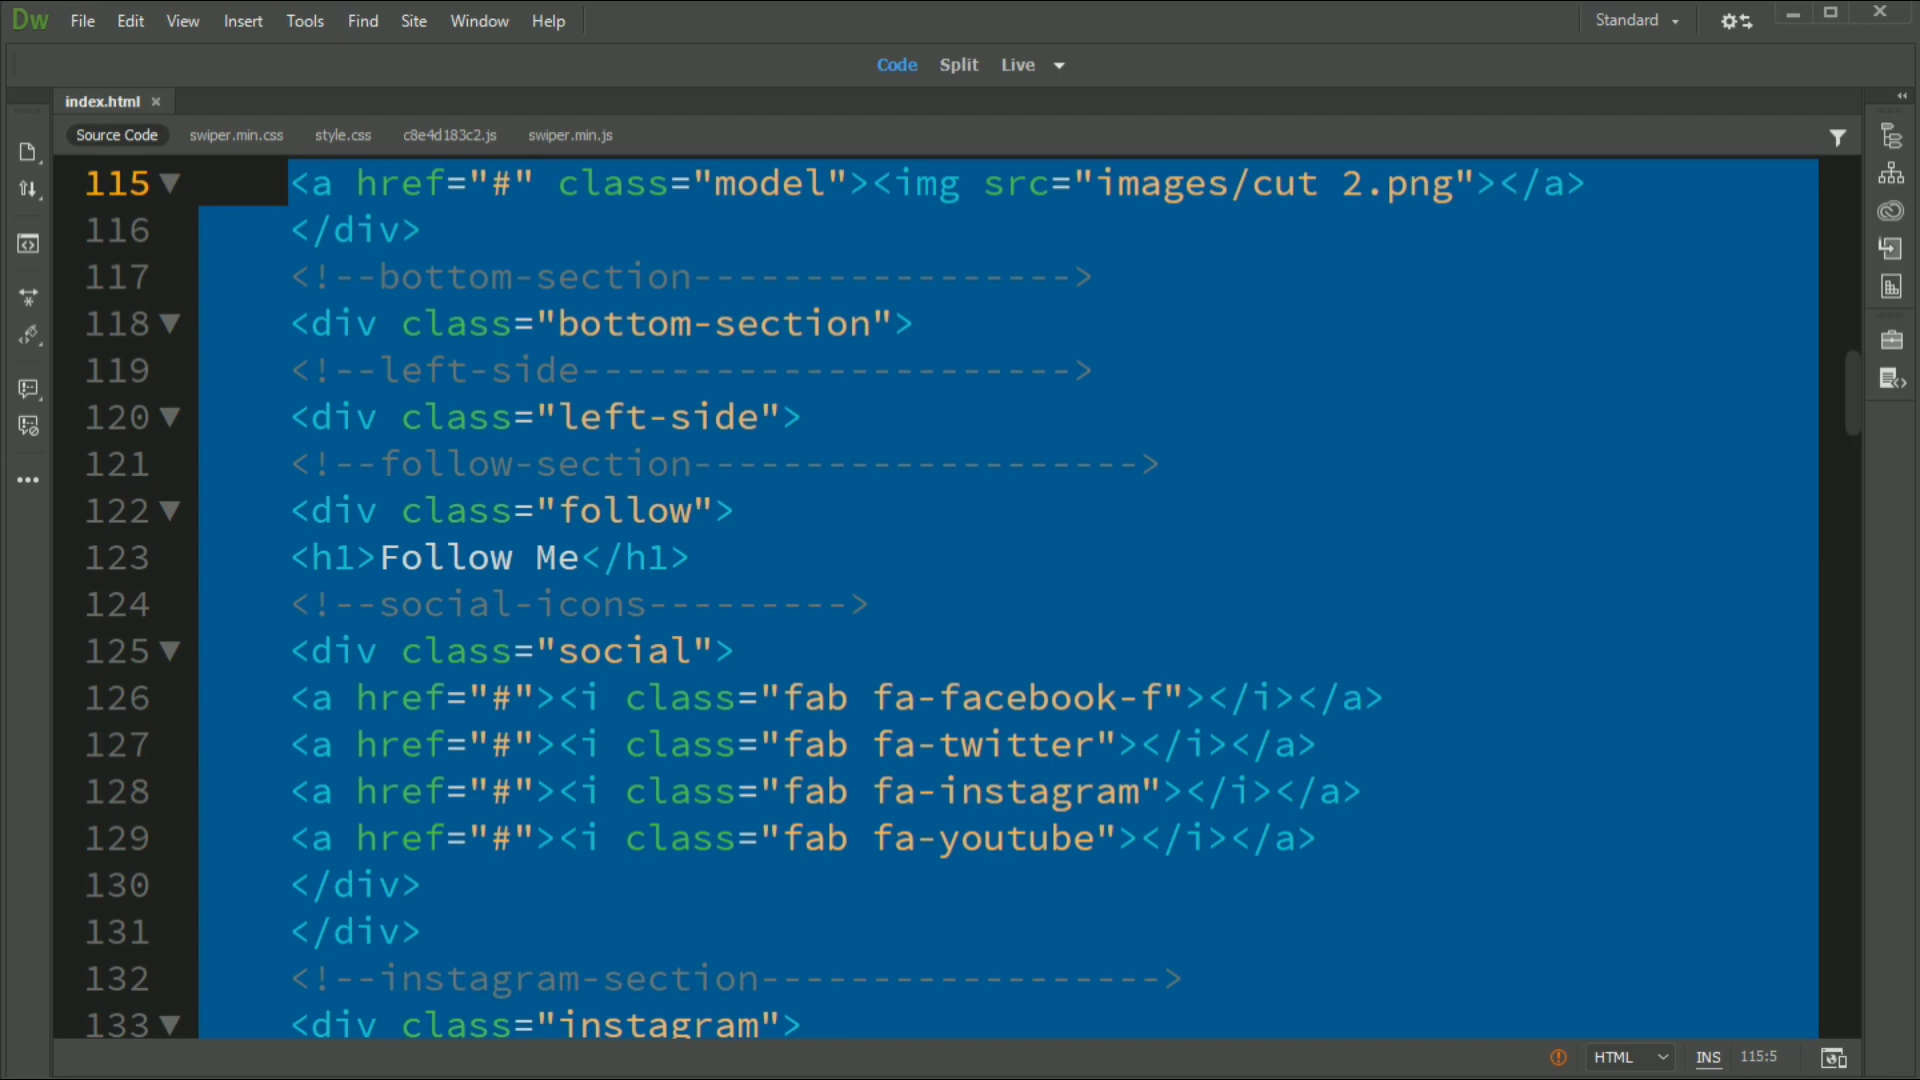 Dw File Edit View Insert Tools Find Site Window Help Standard
Code Split Live
index.html
Source Code swiper.min.css style.css c8e4d183c2.js swiper.min.js
115 <a href="#" class="model"><img src="images/cut 2.png"></a>
116 </div>
117 <!--bottom-section----------------->
118 <div class="bottom-section">
119 <!--left-side---------------------->
120 <div class="left-side">
121 <!--follow-section-------------------->
122 <div class="follow">
123 <h1>Follow Me</h1>
124 <!--social-icons--------->
125 <div class="social">
126 <a href="#"><i class="fab fa-facebook-f"></i></a>
127 <a href="#"><i class="fab fa-twitter"></i></a>
128 <a href="#"><i class="fab fa-instagram"></i></a>
129 <a href="#"><i class="fab fa-youtube"></i></a>
130 </div>
131 </div>
132 <!--instagram-section------------------>
133 <div class="instagram">
HTML INS 115:5